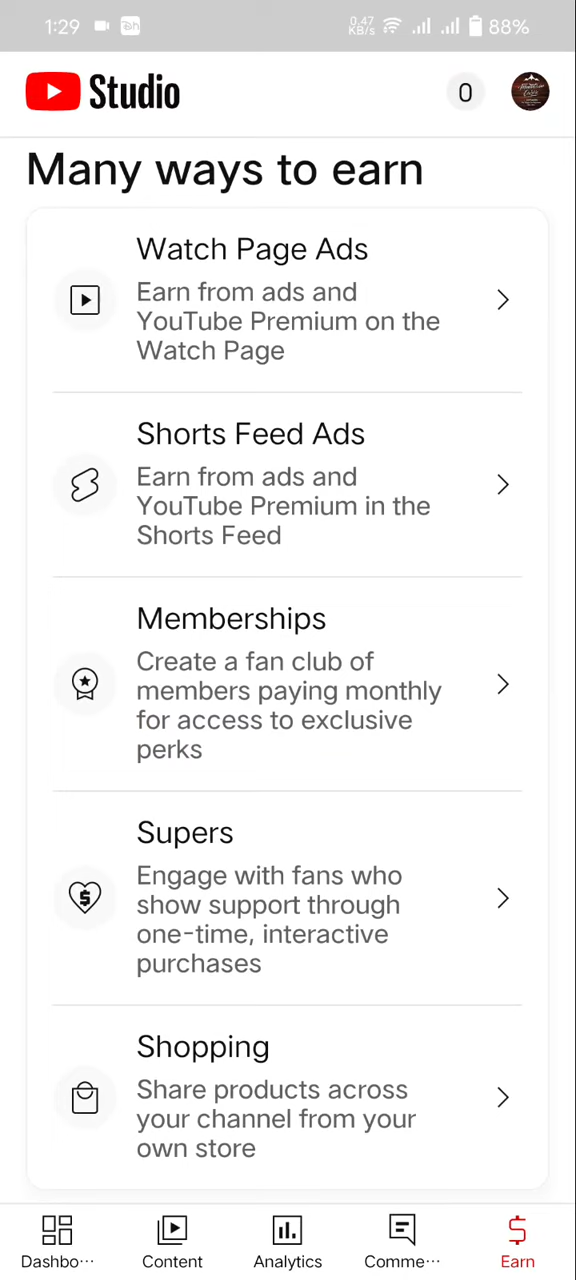 1:29
0.47
KB/s
88%
Studio
0
Many ways to earn
Watch Page Ads
Earn from ads and
YouTube Premium on the
Watch Page
Shorts Feed Ads
Earn from ads and
YouTube Premium in the
Shorts Feed
Memberships
Create a fan club of
members paying monthly
for access to exclusive
perks
Supers
Engage with fans who
show support through
one-time, interactive
purchases
Shopping
Share products across
your channel from your
own store
Dashbo···
Content
Analytics
Comme···
Earn